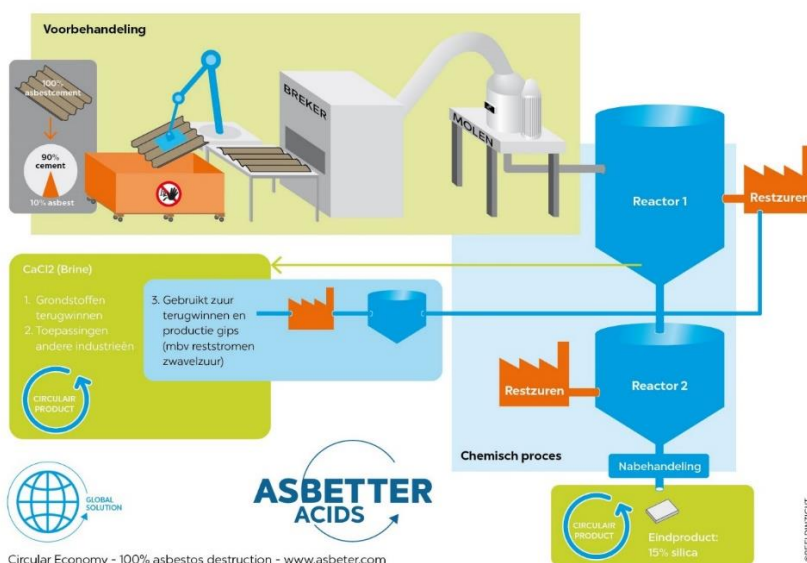 Voorbehandeling
100%
asbestcement
90%
cement
10% asbest
BREKER
MOLEN
Reactor 1
Restzuren
CaCl2 (Brine)
1. Grondstoffen
terugwinnen
2. Toepassingen
andere industrieën
CIRCULAIR
PRODUCT
3. Gebruikt zuur
terugwinnen en
productie gips
(mbv reststromen
zwavelzuur)
Restzuren
Reactor 2
Chemisch proces
Nabehandeling
CIRCULAIR
PRODUCT
Eindproduct:
15% silica
GLOBAL
SOLUTION
ASBETTER
ACIDS
Circular Economy - 100% asbestos destruction - www.asbeter.com